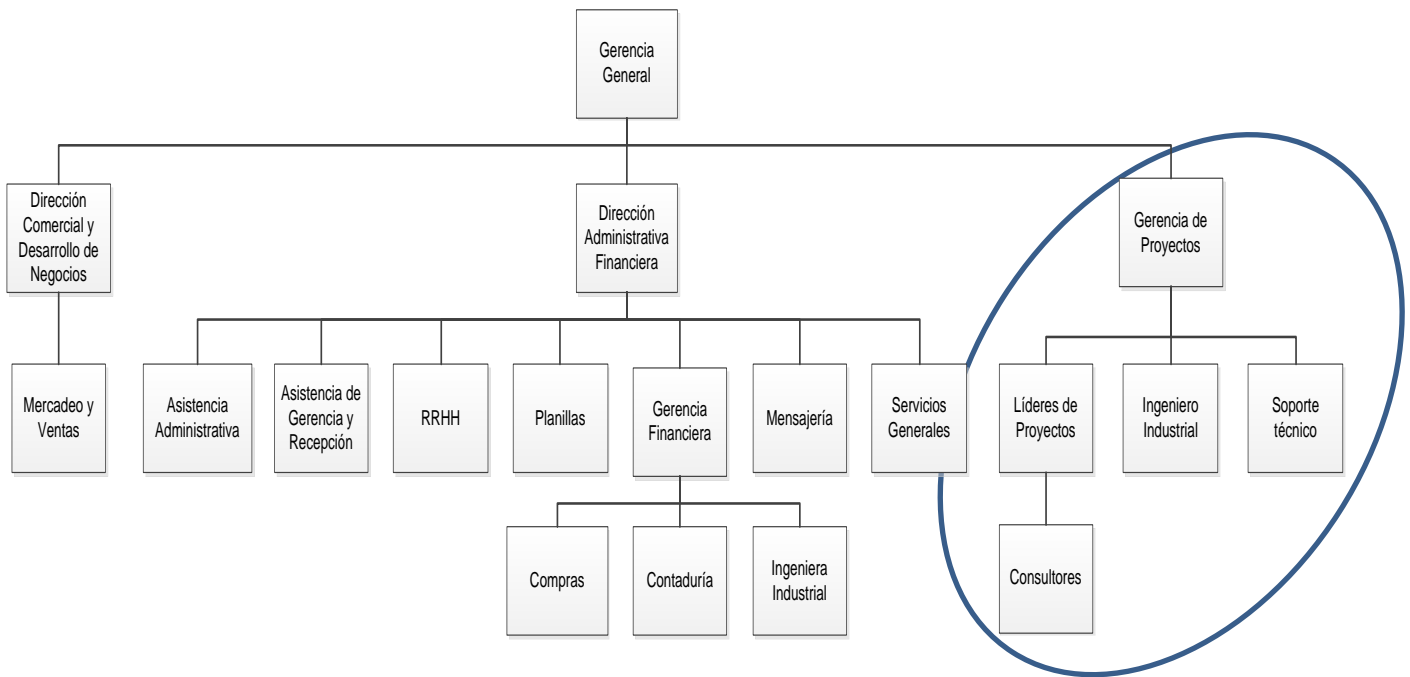 Gerencia
General
Dirección
Comercial y
Desarrollo de
Negocios
Dirección
Administrativa
Financiera
Gerencia de
Proyectos
Mercadeo y
Ventas
Asistencia
Administrativa
Asistencia de
Gerencia y
Recepción
RRHH
Planillas
Gerencia
Financiera
Mensajería
Servicios
Generales
Líderes de
Proyectos
Ingeniero
Industrial
Soporte
técnico
Compras
Contaduría
Ingeniera
Industrial
Consultores